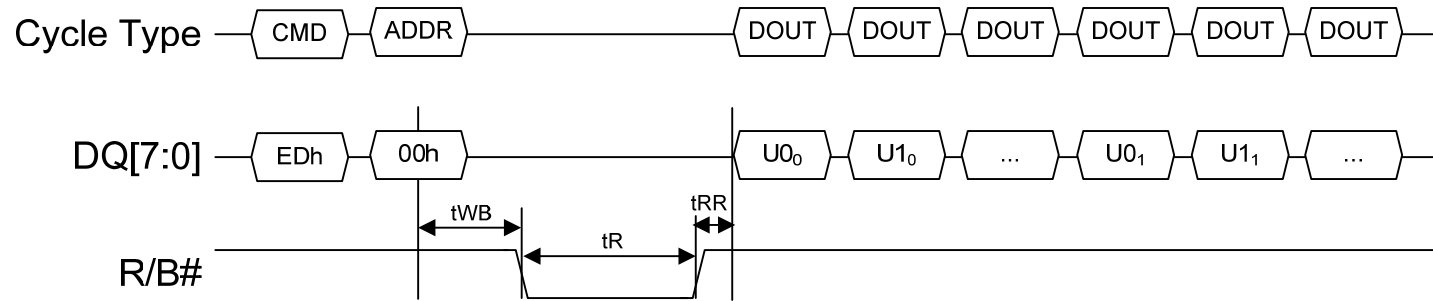 Cycle Type CMD ADDR DOUT DOUT DOUT DOUT DOUT DOUT
DQ[7:0] EDh 00h U0₀ U1₀ ... U0₁ U1₁ ...
tWB tR tRR
R/B#